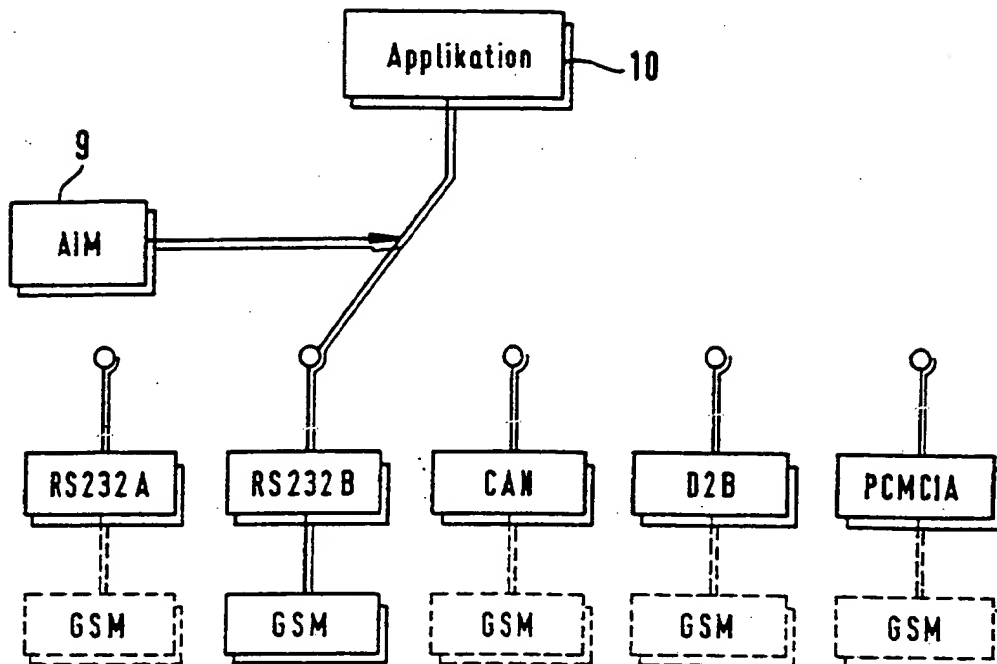 Applikation
10
9
AIM
RS232A RS232B CAN D2B PCMCIA
GSM GSM GSM GSM GSM